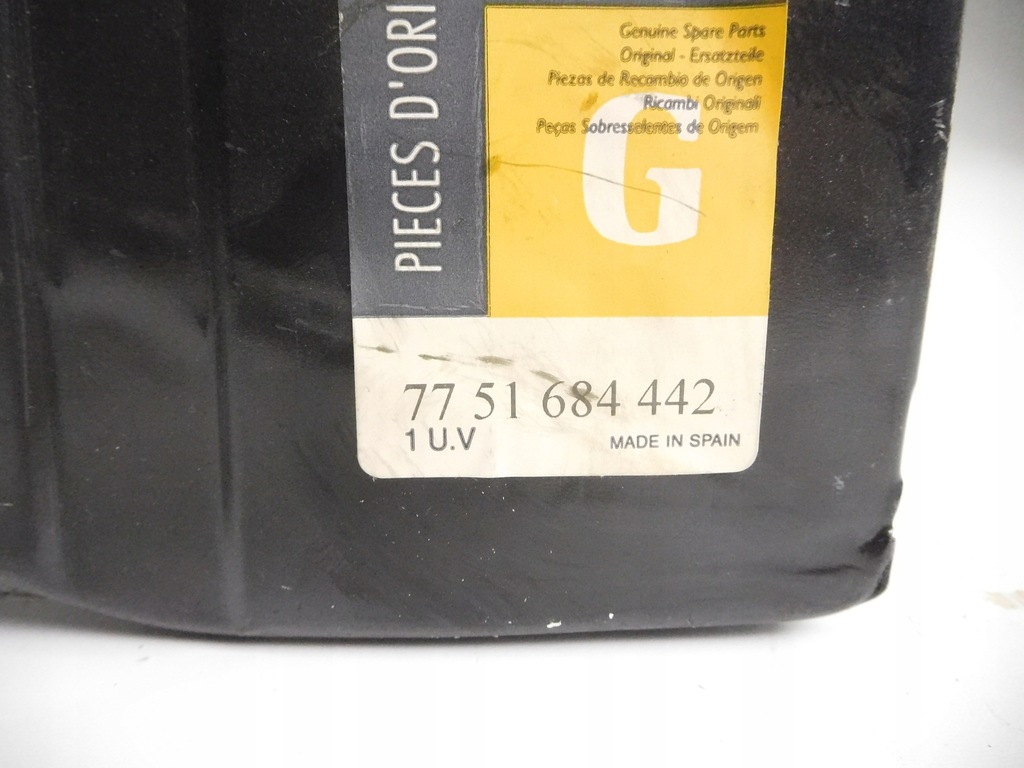 PIECES D'ORI
Genuine Spare Parts
Original - Ersatzteile
Piezas de Recambio de Origen
Ricambi Originali
Peças Sobresselentes de Origem
G
77 51 684 442
1 U.V
MADE IN SPAIN